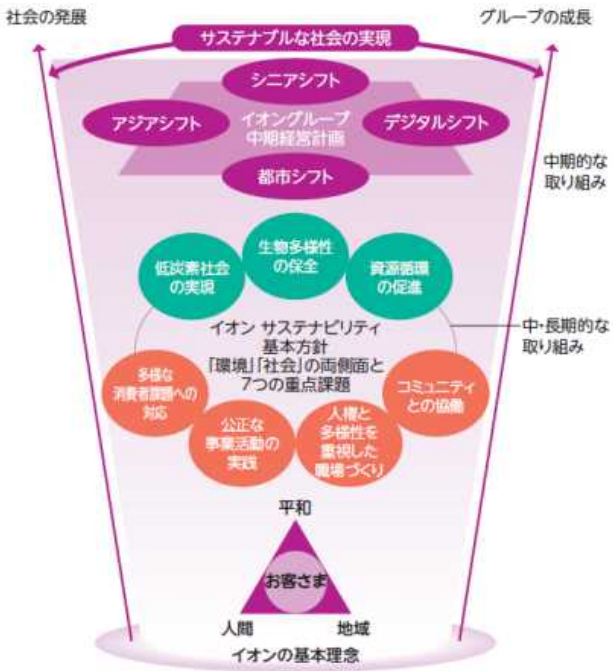 社会の発展
グループの成長
サステナブルな社会の実現
シニアシフト
アジアシフト
イオングループ
中期経営計画
デジタルシフト
都市シフト
中期的な
取り組み
生物多様性
の保全
低炭素社会
の実現
資源循環
の促進
イオン サステナビリティ
基本方針
「環境」「社会」の両側面と
7つの重点課題
中・長期的な
取り組み
多様な
消費者課題への
対応
公正な
事業活動の
実践
人権と
多様性を
重視した
職場づくり
コミュニティ
との協働
平和
お客さま
人間
地域
イオンの基本理念